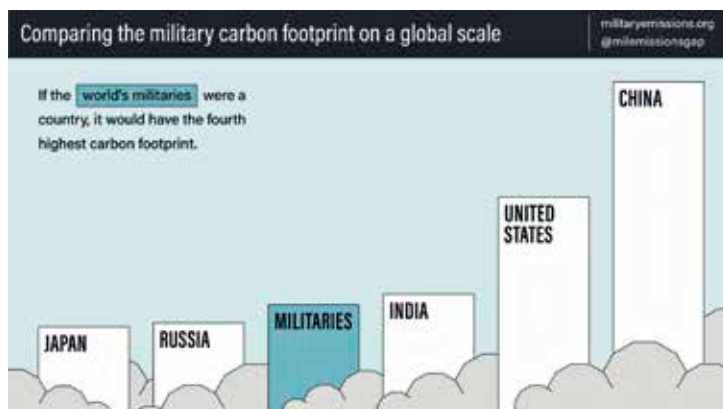 Comparing the military carbon footprint on a global scale
militaryemissions.org
@milemissionsgap
If the world's militaries were a
country, it would have the fourth
highest carbon footprint.
JAPAN
RUSSIA
MILITARIES
INDIA
UNITED
STATES
CHINA